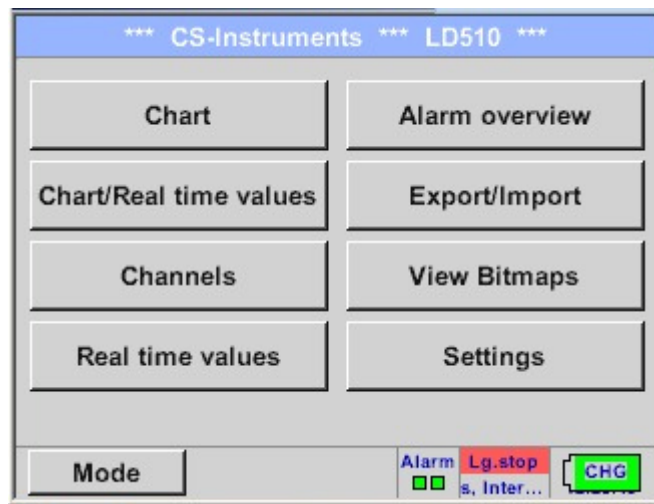 *** CS-Instruments *** LD510 ***
Chart
Alarm overview
Chart/Real time values
Export/Import
Channels
View Bitmaps
Real time values
Settings
Mode
Alarm
Lg.stop
s, Inter...
CHG